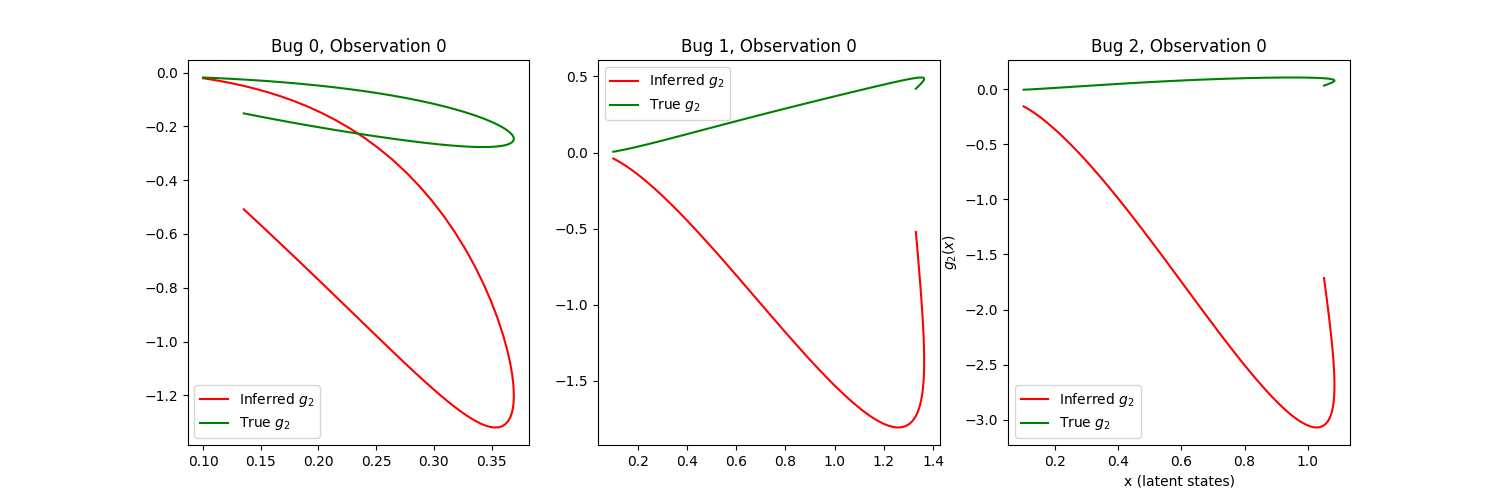 Bug 0, Observation 0
0.0
−0.2
−0.4
−0.6
−0.8
−1.0
−1.2
Inferred g₂
True g₂
0.10 0.15 0.20 0.25 0.30 0.35
Bug 1, Observation 0
Inferred g₂
True g₂
0.5
0.0
−0.5
−1.0
−1.5
0.2 0.4 0.6 0.8 1.0 1.2 1.4
Bug 2, Observation 0
g₂(x)
0.0
−0.5
−1.0
−1.5
−2.0
−2.5
−3.0
Inferred g₂
True g₂
0.2 0.4 0.6 0.8 1.0
x (latent states)